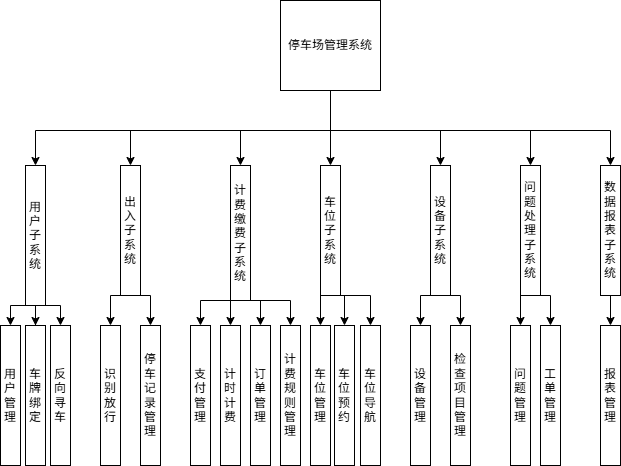 停车场管理系统
用户子系统
出入子系统
计费缴费子系统
车位子系统
设备子系统
问题处理子系统
数据报表子系统
用户管理
车牌绑定
反向寻车
识别放行
停车记录管理
支付管理
计时计费
订单管理
计费规则管理
车位管理
车位预约
车位导航
设备管理
检查项目管理
问题管理
工单管理
报表管理